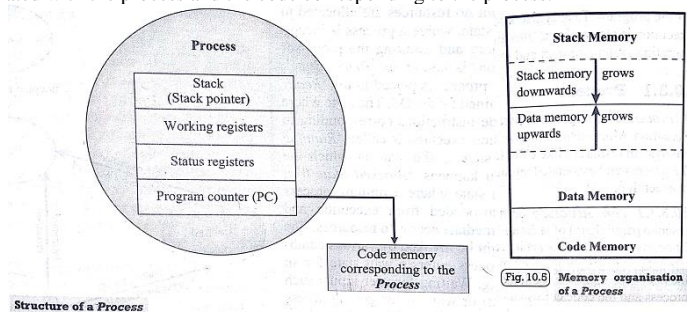 Process
Stack
(Stack pointer)
Working registers
Status registers
Program counter (PC)
Code memory
corresponding to the
Process
Structure of a Process
Stack Memory
Stack memory grows
downwards
Data memory grows
upwards
Data Memory
Code Memory
Fig. 10.5 Memory organisation
of a Process